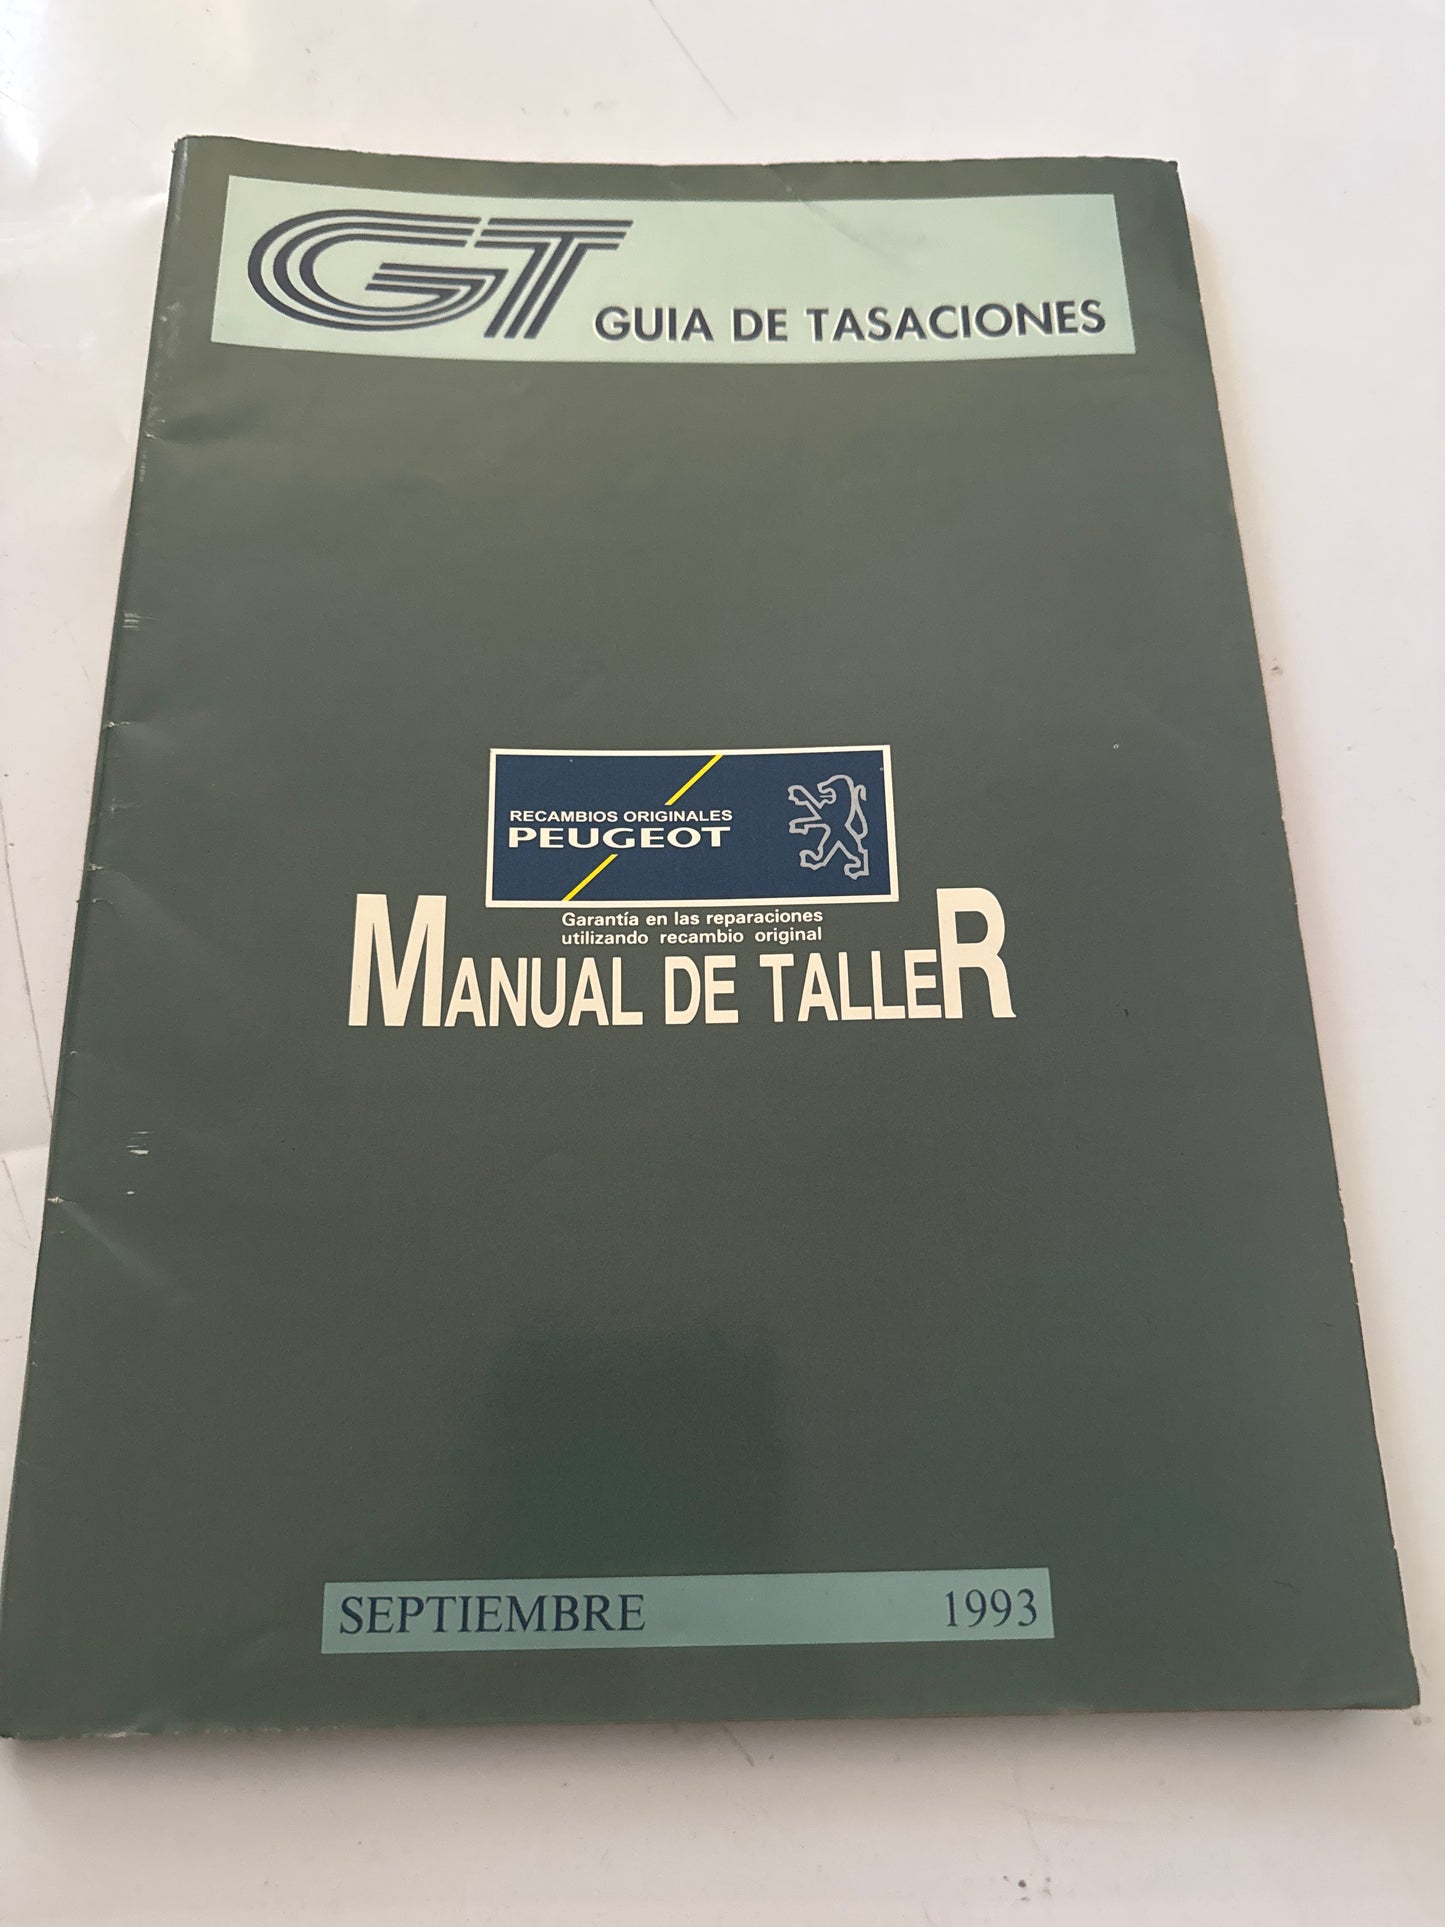 GT GUIA DE TASACIONES
RECAMBIOS ORIGINALES
PEUGEOT
Garantía en las reparaciones
utilizando recambio original
MANUAL DE TALLER
SEPTIEMBRE 1993